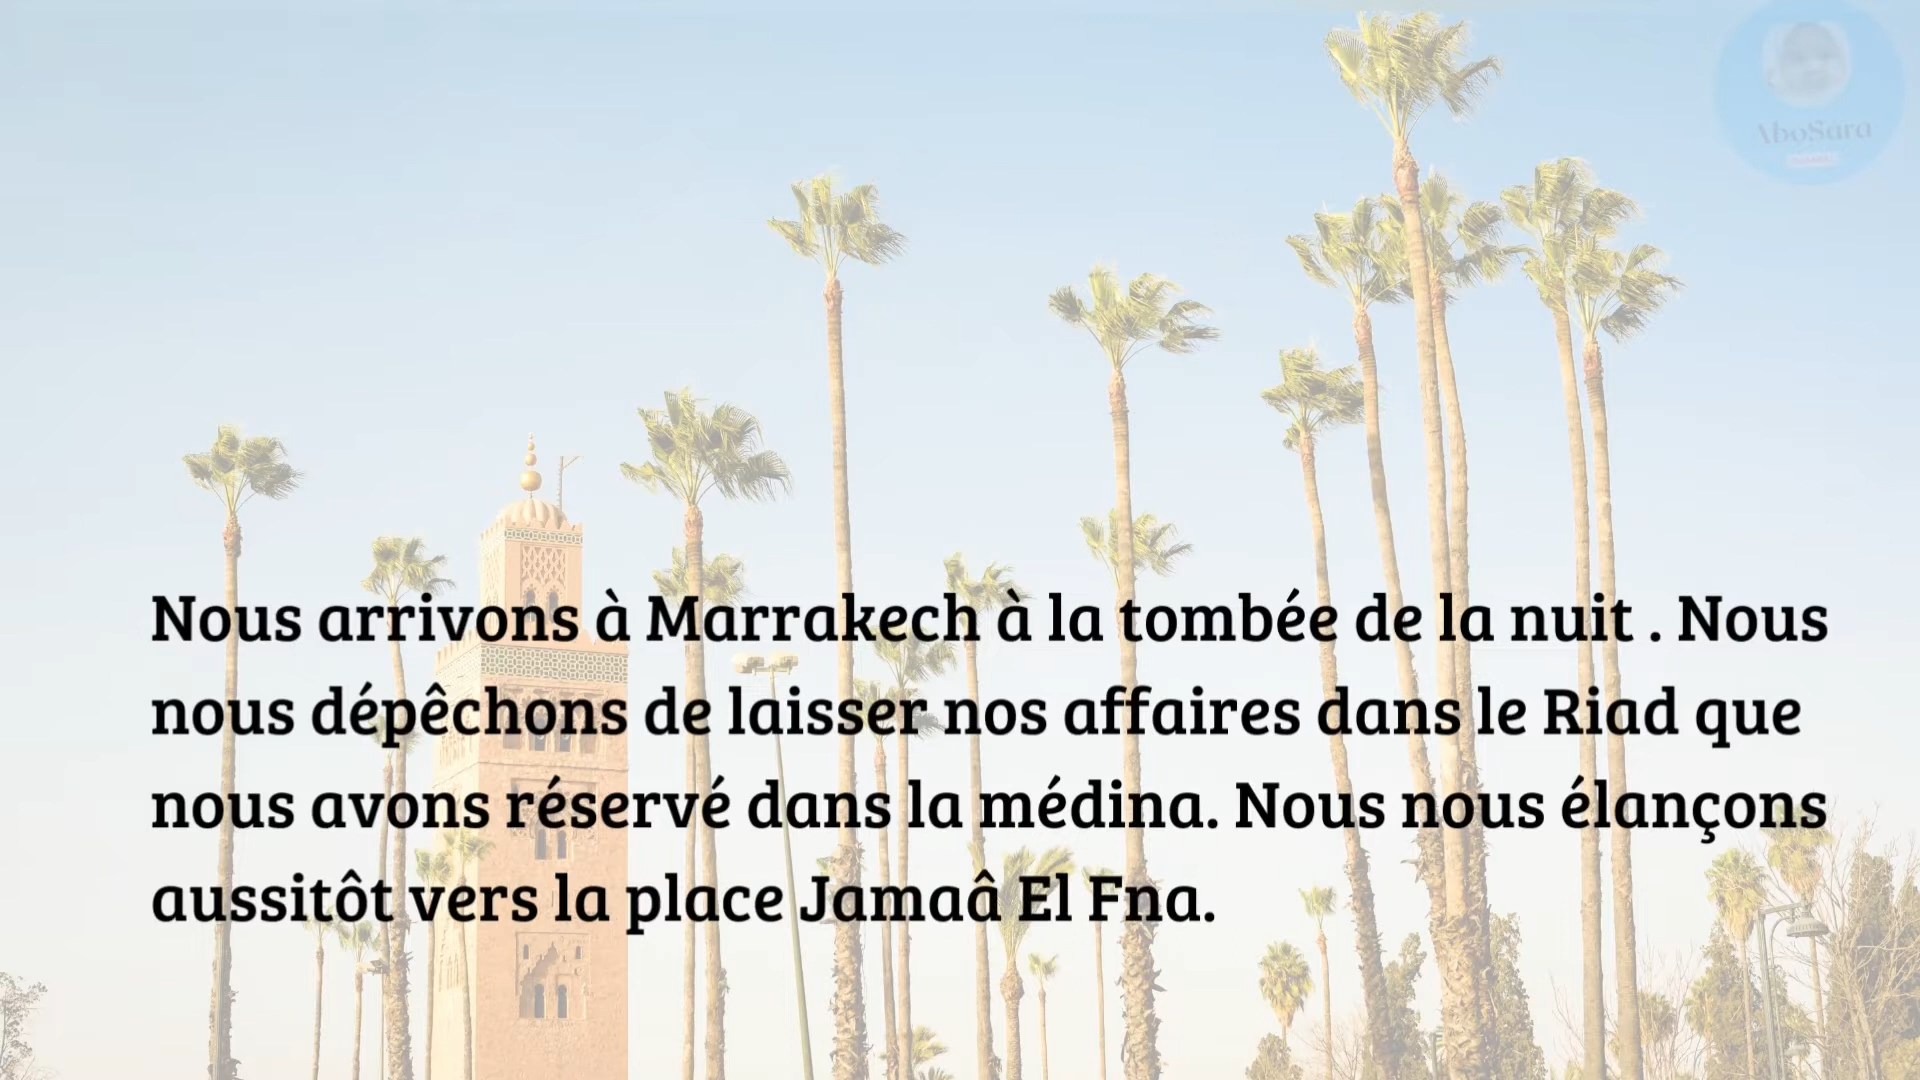 AboSara
Nous arrivons à Marrakech à la tombée de la nuit . Nous
nous dépêchons de laisser nos affaires dans le Riad que
nous avons réservé dans la médina. Nous nous élançons
aussitôt vers la place Jamaâ El Fna.